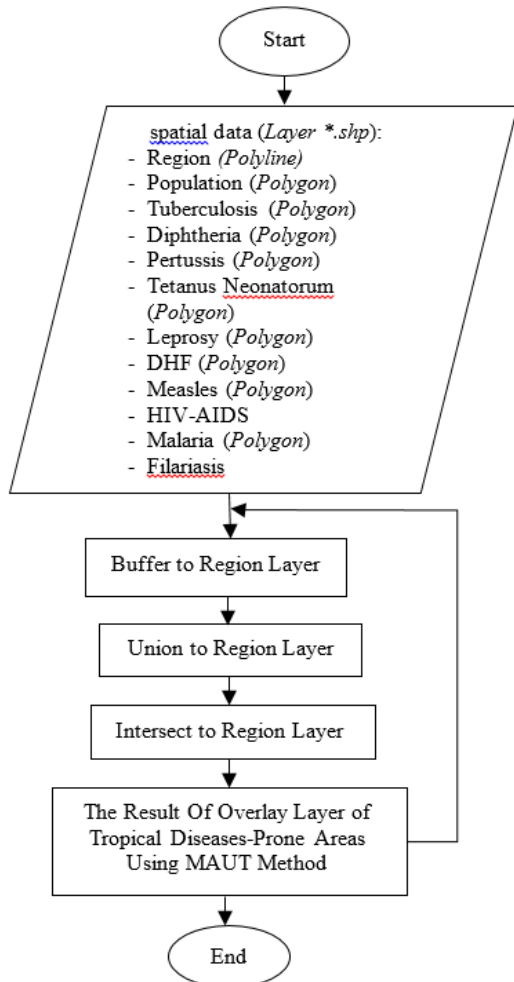 Start
spatial data (Layer *.shp):
- Region (Polyline)
- Population (Polygon)
- Tuberculosis (Polygon)
- Diphtheria (Polygon)
- Pertussis (Polygon)
- Tetanus Neonatorum
(Polygon)
- Leprosy (Polygon)
- DHF (Polygon)
- Measles (Polygon)
- HIV-AIDS
- Malaria (Polygon)
- Filariasis
Buffer to Region Layer
Union to Region Layer
Intersect to Region Layer
The Result Of Overlay Layer of
Tropical Diseases-Prone Areas
Using MAUT Method
End